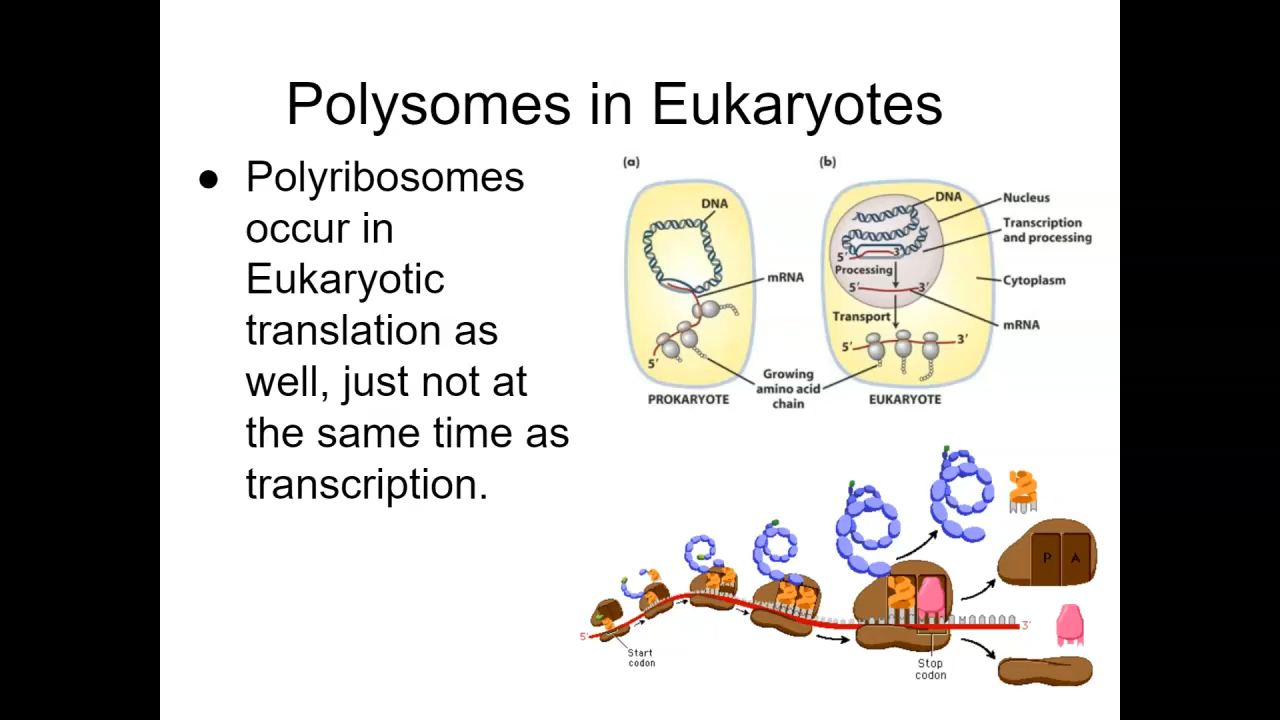 Polysomes in Eukaryotes
● Polyribosomes
occur in
Eukaryotic
translation as
well, just not at
the same time as
transcription.
(a)
DNA
mRNA
5′
Growing
amino acid
chain
PROKARYOTE
(b)
DNA
Nucleus
Transcription
and processing
5′ 3′
Processing
5′ 3′
Cytoplasm
Transport
mRNA
5′ 3′
EUKARYOTE
P A
5′ 3′
Start
codon
Stop
codon